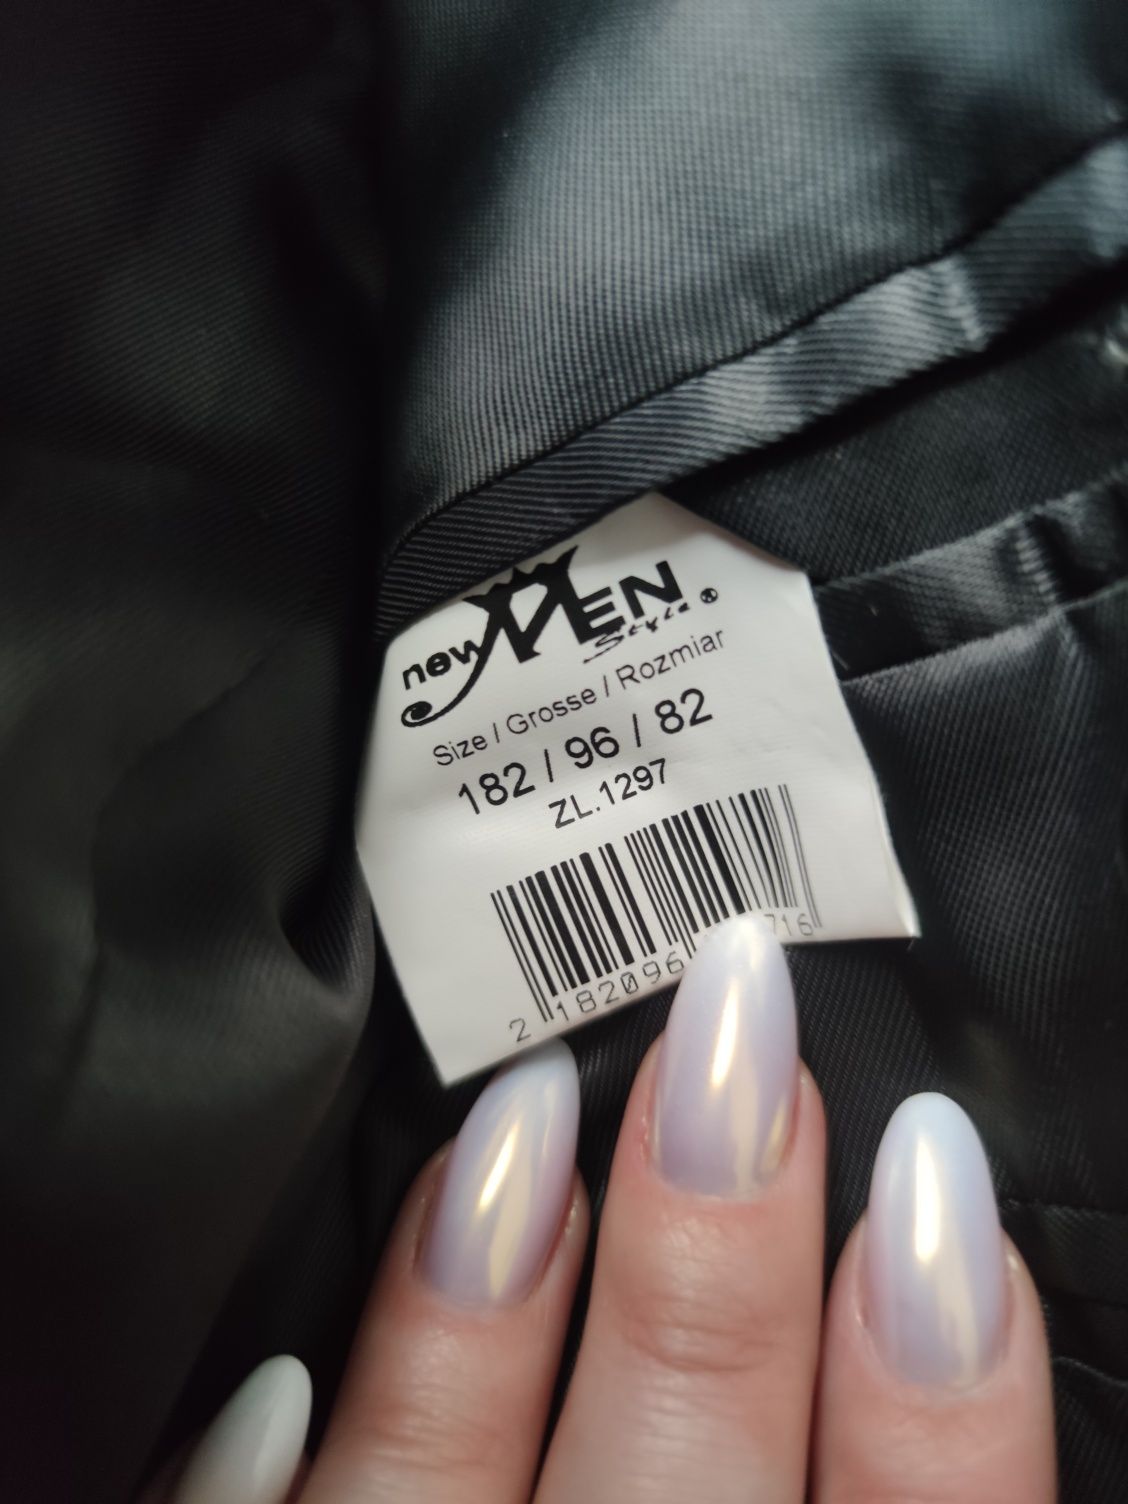 new MEN
Style ®
Size / Grosse / Rozmiar
182 / 96 / 82
ZL.1297
2 182096 716